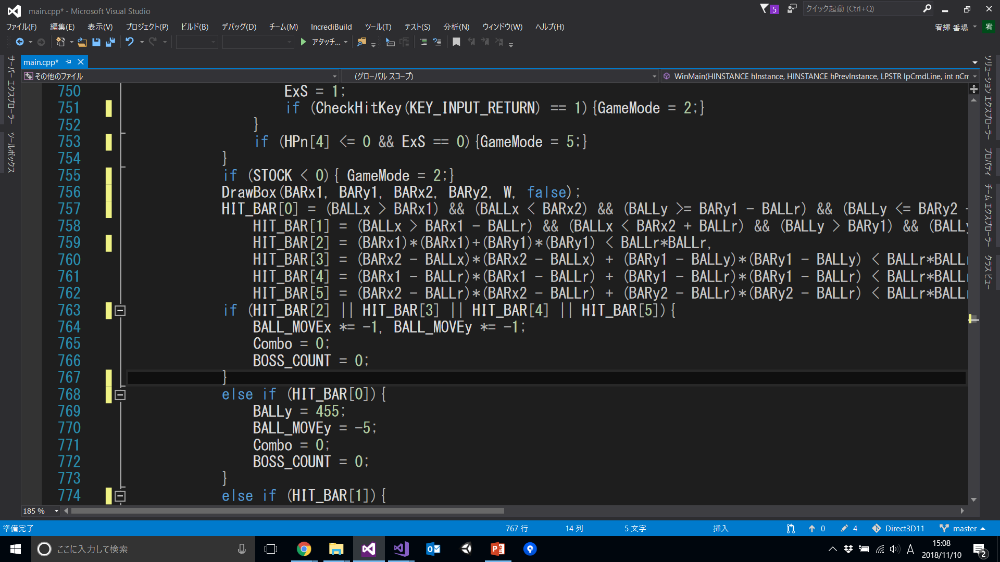 main.cpp* - Microsoft Visual Studio
5
クイック起動 (Ctrl+Q)
ファイル(F) 編集(E) 表示(V) プロジェクト(P) ビルド(B) デバッグ(D) チーム(M) IncrediBuild ツール(T) テスト(S) 分析(N) ウィンドウ(W) ヘルプ(H)
宥輝 番場 宥
アタッチ...
サーバー エクスプローラー
ツールボックス
main.cpp*
その他のファイル (グローバル スコープ) WinMain(HINSTANCE hInstance, HINSTANCE hPrevInstance, LPSTR lpCmdLine, int nCm
750 ExS = 1;
751 if (CheckHitKey(KEY_INPUT_RETURN) == 1){GameMode = 2;}
752 }
753 if (HPn[4] <= 0 && ExS == 0){GameMode = 5;}
754 }
755 if (STOCK < 0){ GameMode = 2;}
756 DrawBox(BARx1, BARy1, BARx2, BARy2, W, false);
757 HIT_BAR[0] = (BALLx > BARx1) && (BALLx < BARx2) && (BALLy >= BARy1 - BALLr) && (BALLy <= BARy2 -
758 HIT_BAR[1] = (BALLx > BARx1 - BALLr) && (BALLx < BARx2 + BALLr) && (BALLy > BARy1) && (BALLy
759 HIT_BAR[2] = (BARx1)*(BARx1)+(BARy1)*(BARy1) < BALLr*BALLr,
760 HIT_BAR[3] = (BARx2 - BALLx)*(BARx2 - BALLx) + (BARy1 - BALLy)*(BARy1 - BALLy) < BALLr*BALLr
761 HIT_BAR[4] = (BARx1 - BALLr)*(BARx1 - BALLr) + (BARy1 - BALLr)*(BARy1 - BALLr) < BALLr*BALLr
762 HIT_BAR[5] = (BARx2 - BALLr)*(BARx2 - BALLr) + (BARy2 - BALLr)*(BARy2 - BALLr) < BALLr*BALLr
763 if (HIT_BAR[2] || HIT_BAR[3] || HIT_BAR[4] || HIT_BAR[5]){
764 BALL_MOVEx *= -1, BALL_MOVEy *= -1;
765 Combo = 0;
766 BOSS_COUNT = 0;
767 }
768 else if (HIT_BAR[0]){
769 BALLy = 455;
770 BALL_MOVEy = -5;
771 Combo = 0;
772 BOSS_COUNT = 0;
773 }
774 else if (HIT_BAR[1]){
ソリューション エクスプローラー
プロパティ
チーム エクスプローラー
クラス ビュー
185 %
準備完了 767 行 14 列 5 文字 挿入 0 4 Direct3D11 master
ここに入力して検索
A
15:08
2018/11/10
2